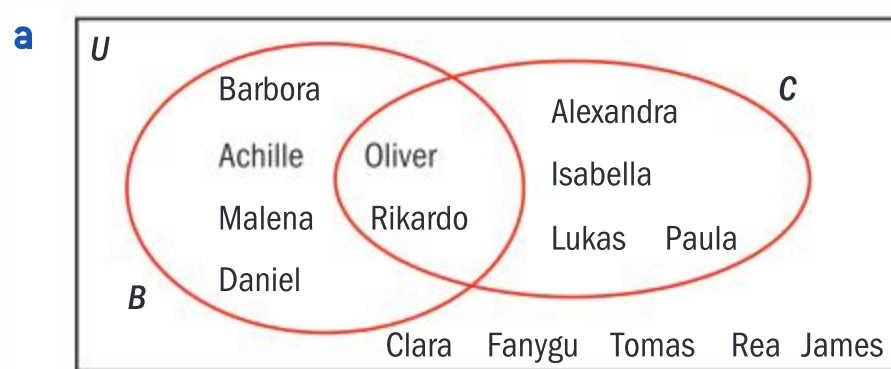 a
U
Barbora
C
Alexandra
Achille Oliver
Isabella
Malena Rikardo
Lukas Paula
Daniel
B
Clara Fanygu Tomas Rea James